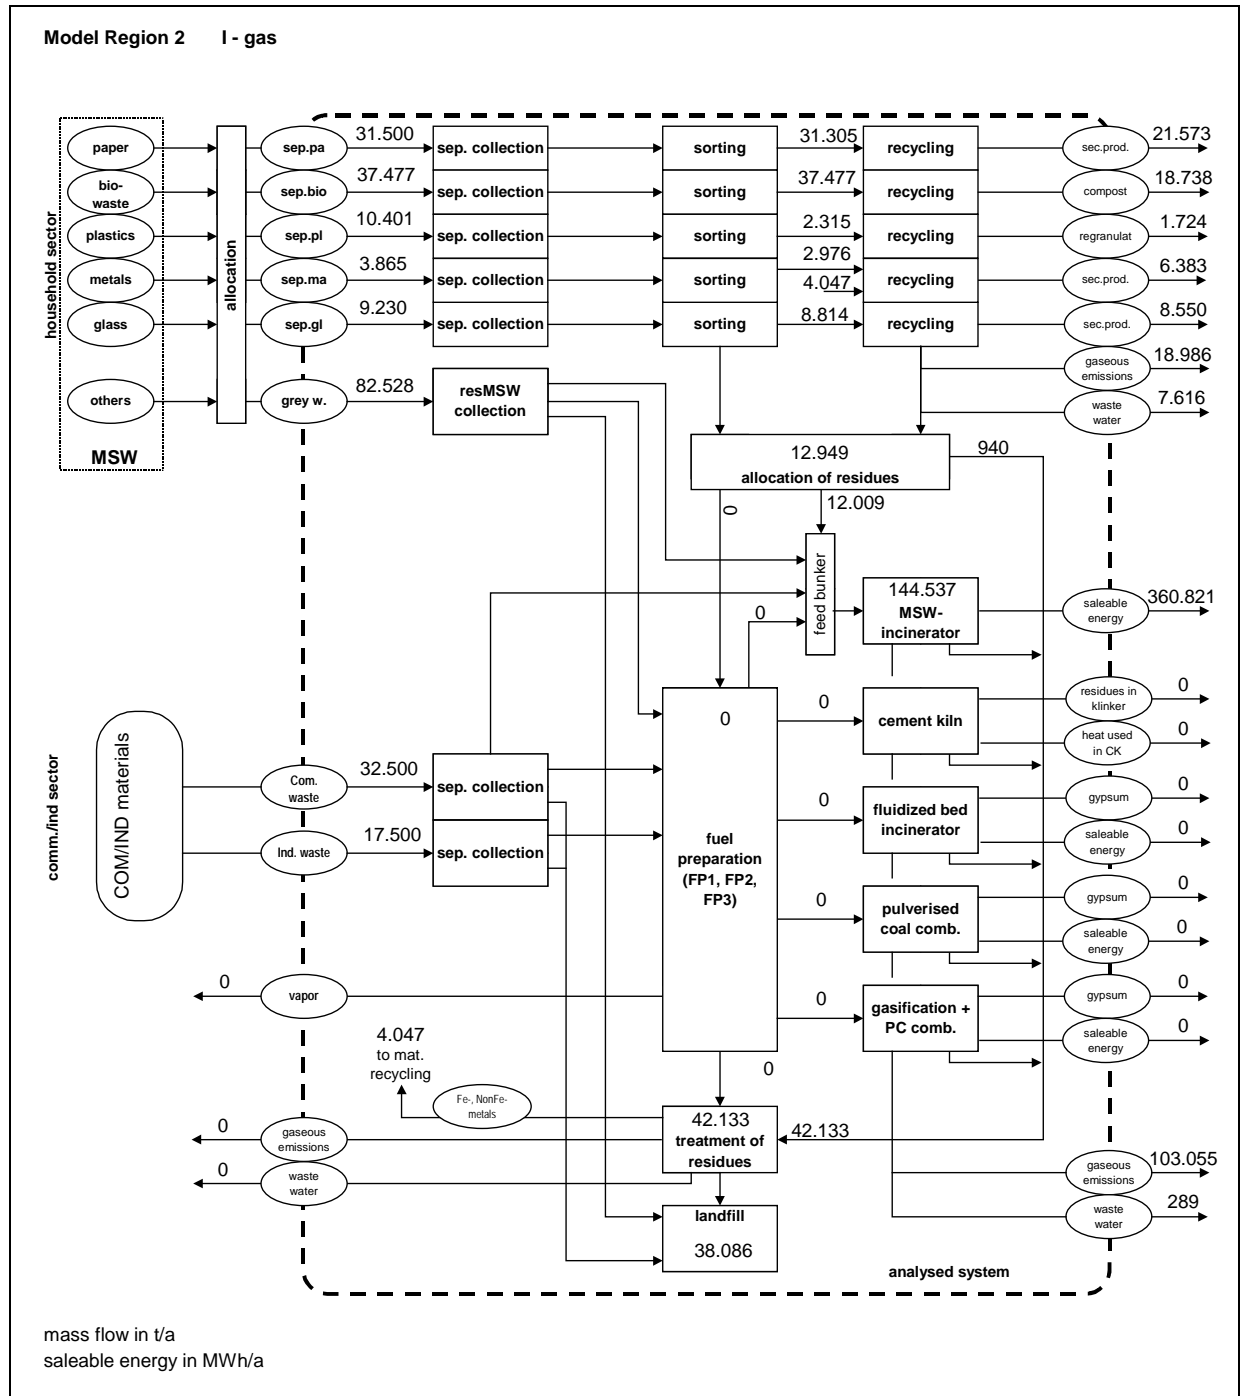 Model Region 2 I - gas
household sector
paper
bio-
waste
plastics
metals
glass
others
MSW
allocation
sep.pa
31.500
sep. collection
sorting
31.305
recycling
sec.prod.
21.573
sep.bio
37.477
sep. collection
sorting
37.477
recycling
compost
18.738
sep.pl
10.401
sep. collection
sorting
2.315
recycling
regranulat
1.724
sep.ma
3.865
sep. collection
sorting
2.976
4.047
recycling
sec.prod.
6.383
sep.gl
9.230
sep. collection
sorting
8.814
recycling
sec.prod.
8.550
gaseous
emissions
18.986
waste
water
7.616
grey w.
82.528
resMSW
collection
12.949
allocation of residues
940
0
12.009
feed bunker
0
144.537
MSW-
incinerator
saleable
energy
360.821
comm./ind sector
COM/IND materials
Com.
waste
32.500
sep. collection
Ind. waste
17.500
sep. collection
0
fuel
preparation
(FP1, FP2,
FP3)
0
cement kiln
residues in
klinker
0
heat used
in CK
0
0
fluidized bed
incinerator
gypsum
0
saleable
energy
0
0
pulverised
coal comb.
gypsum
0
saleable
energy
0
0
gasification +
PC comb.
gypsum
0
saleable
energy
0
0
vapor
4.047
to mat.
recycling
Fe-, NonFe-
metals
0
42.133
treatment of
residues
42.133
0
gaseous
emissions
0
waste
water
landfill
38.086
gaseous
emissions
103.055
waste
water
289
analysed system
mass flow in t/a
saleable energy in MWh/a